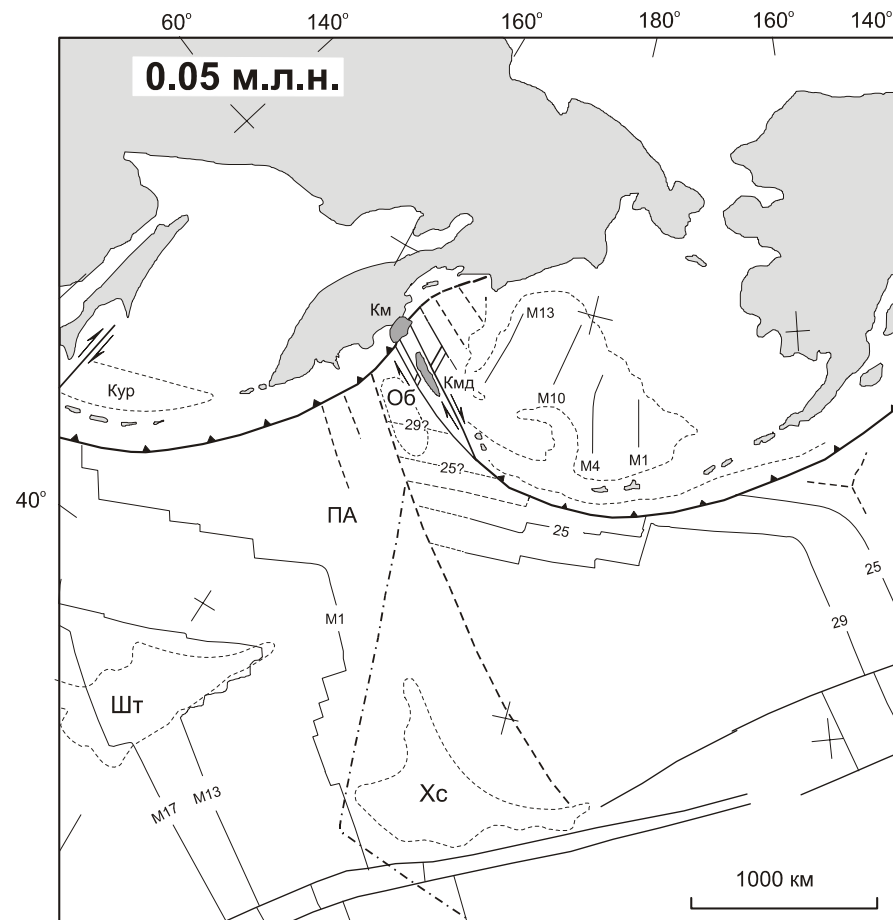 60° 140° 160° 180° 160° 140°
0.05 м.л.н.
Км
М13
Кур
Кмд
Об
М10
29?
М4 М1
25?
40°
ПА
25
25
М1
29
Шт
Хс
М17 М13
1000 км